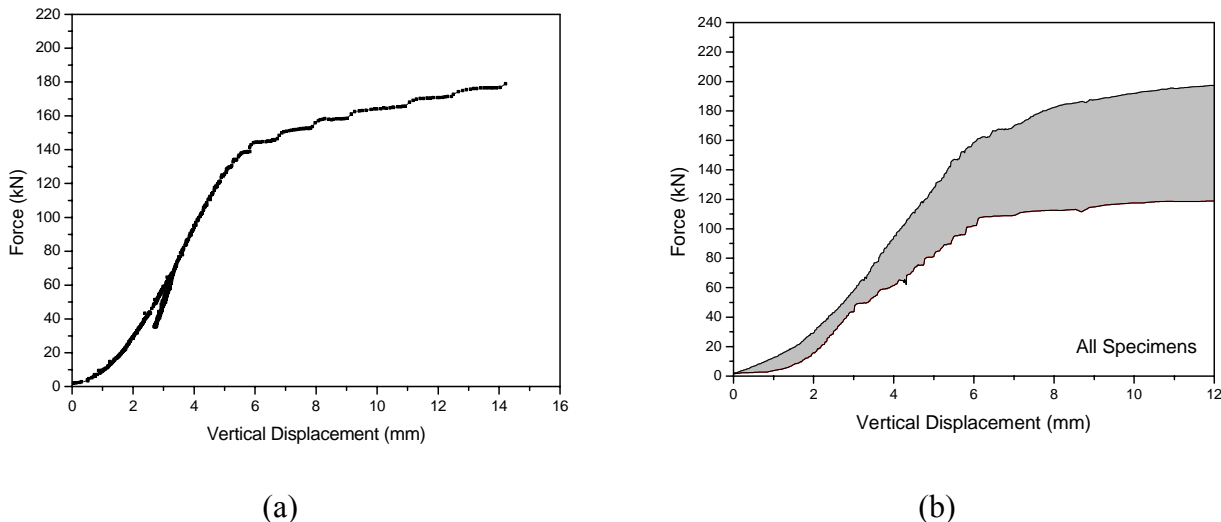 220
200
180
160
140
120
100
80
60
40
20
0
Force (kN)
0 2 4 6 8 10 12 14 16
Vertical Displacement (mm)
(a)
240
220
200
180
160
140
120
100
80
60
40
20
0
Force (kN)
All Specimens
0 2 4 6 8 10 12
Vertical Displacement (mm)
(b)